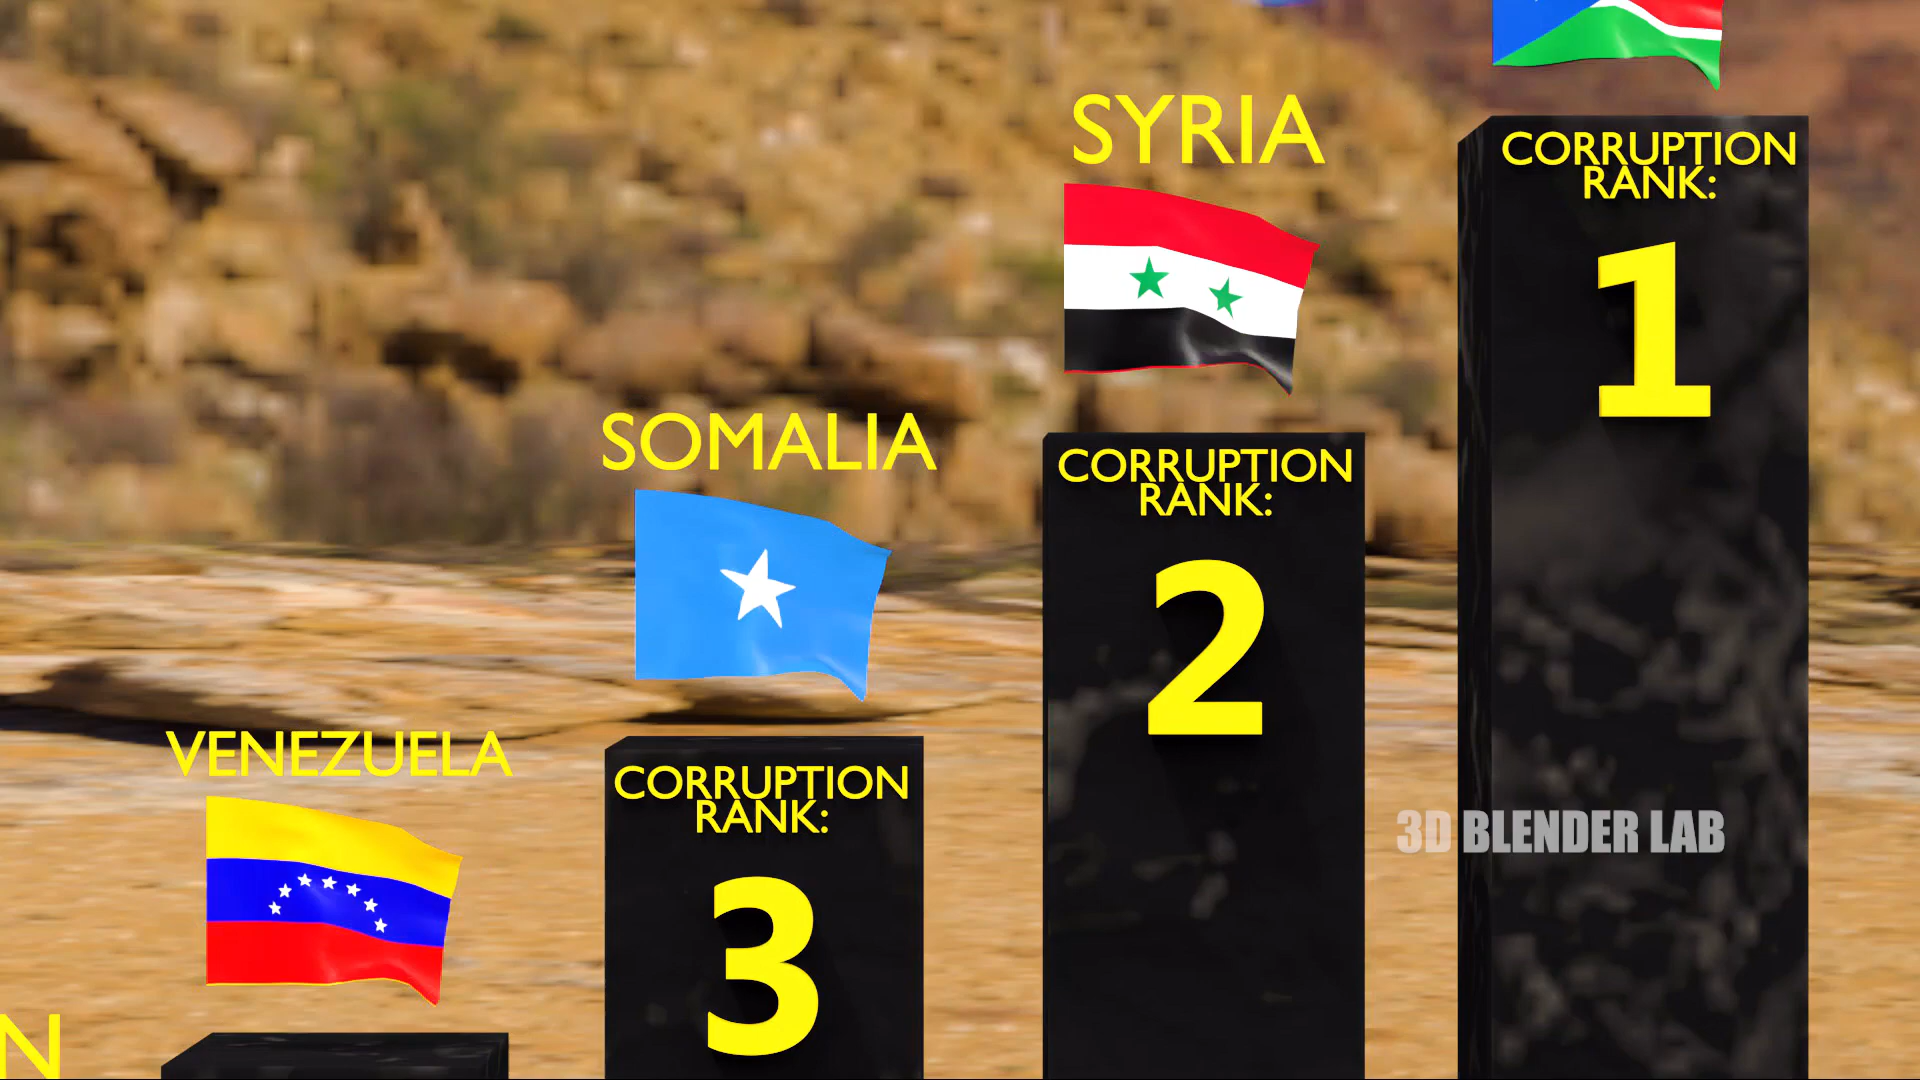 SYRIA
CORRUPTION
RANK:
1
SOMALIA
CORRUPTION
RANK:
2
VENEZUELA
CORRUPTION
RANK:
3
3D BLENDER LAB
N